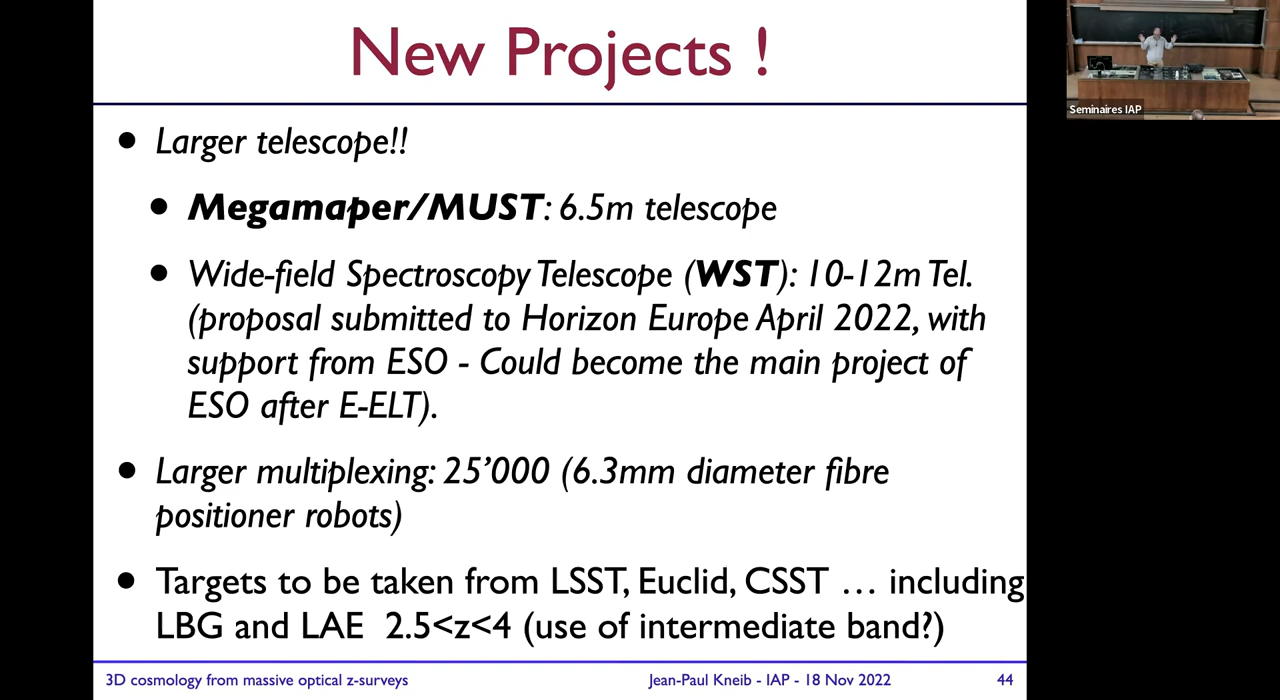 New Projects !
Seminaires IAP
• Larger telescope!!
• Megamaper/MUST: 6.5m telescope
• Wide-field Spectroscopy Telescope (WST): 10-12m Tel.
(proposal submitted to Horizon Europe April 2022, with
support from ESO - Could become the main project of
ESO after E-ELT).
• Larger multiplexing: 25’000 (6.3mm diameter fibre
positioner robots)
• Targets to be taken from LSST, Euclid, CSST … including
LBG and LAE 2.5<z<4 (use of intermediate band?)
3D cosmology from massive optical z-surveys
Jean-Paul Kneib - IAP - 18 Nov 2022
44